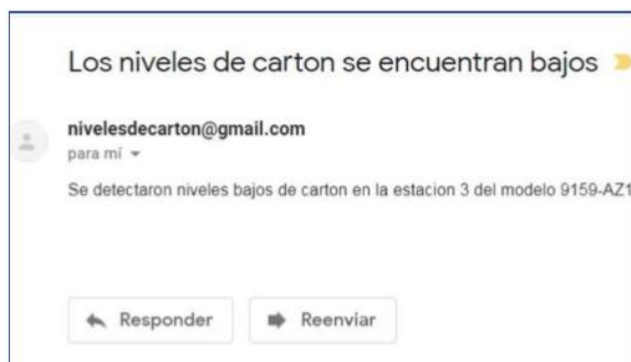 Los niveles de carton se encuentran bajos
nivelesdecarton@gmail.com
para mí
Se detectaron niveles bajos de carton en la estacion 3 del modelo 9159-AZ1
Responder
Reenviar